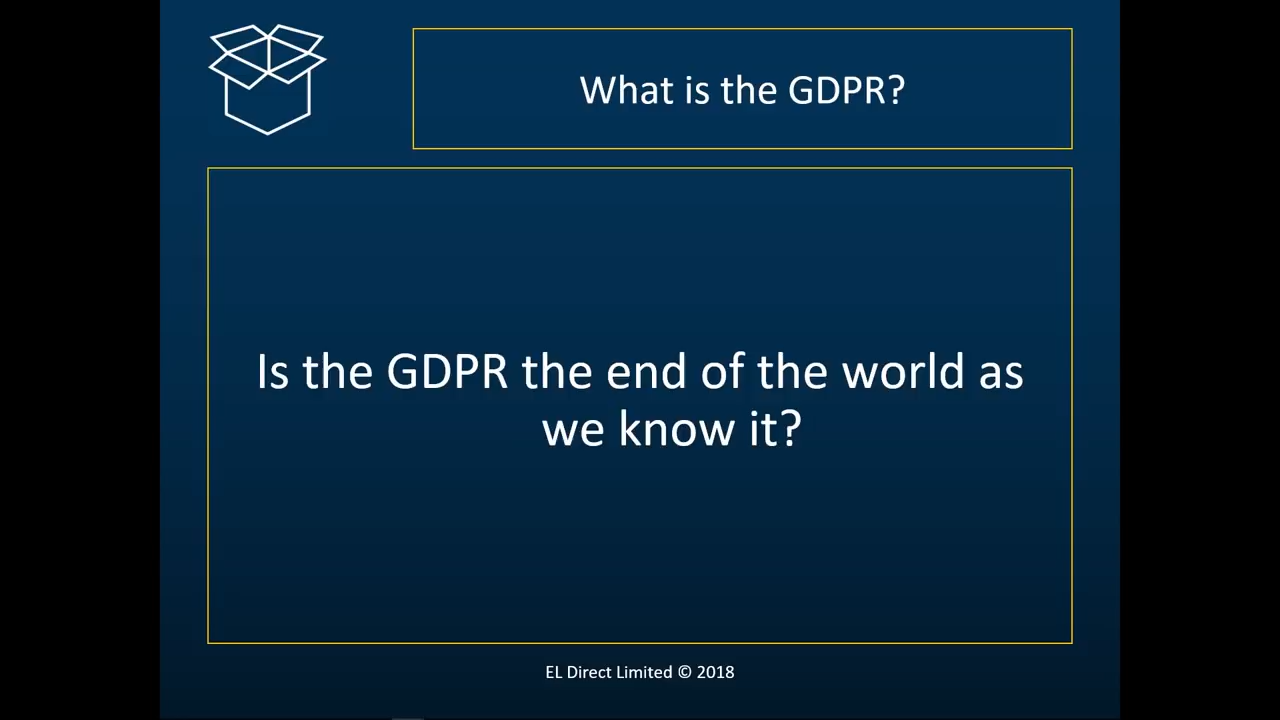 What is the GDPR?
Is the GDPR the end of the world as
we know it?
EL Direct Limited © 2018